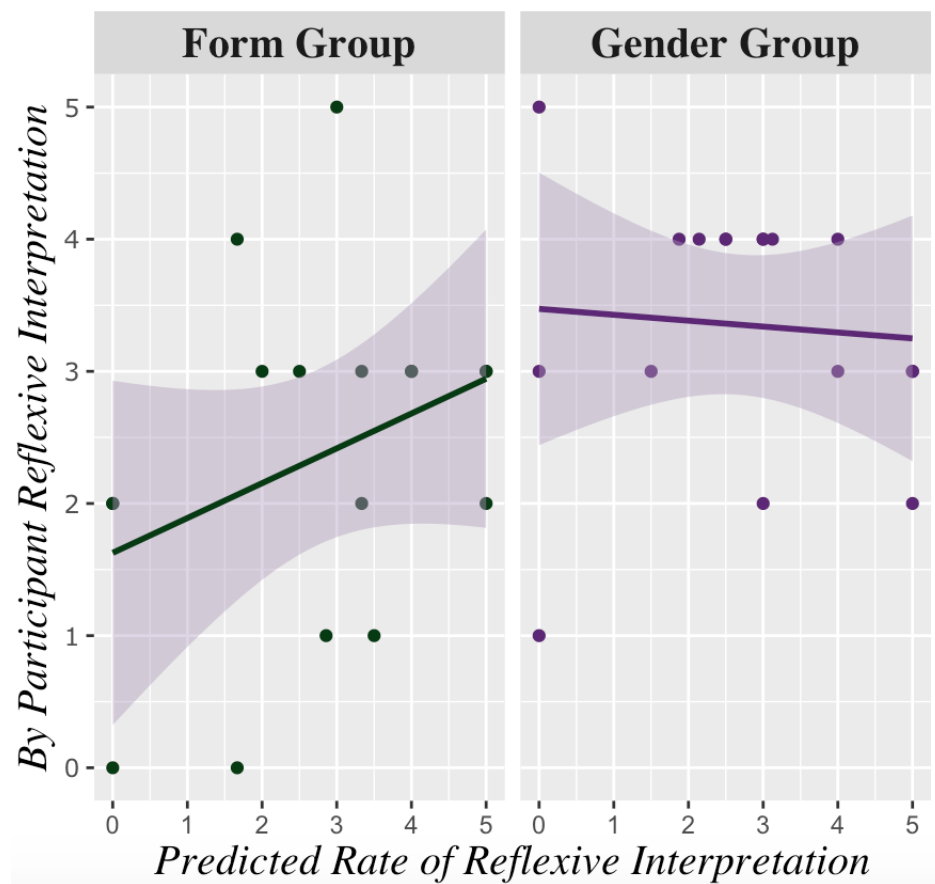 Form Group
Gender Group
By Participant Reflexive Interpretation
5
4
3
2
1
0
0 1 2 3 4 5
0 1 2 3 4 5
Predicted Rate of Reflexive Interpretation